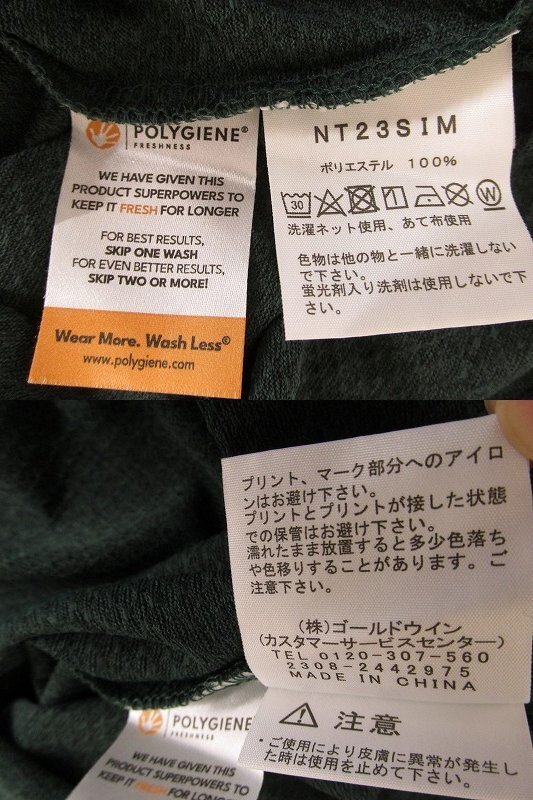 POLYGIENE®
FRESHNESS
WE HAVE GIVEN THIS
PRODUCT SUPERPOWERS TO
KEEP IT FRESH FOR LONGER
FOR BEST RESULTS,
SKIP ONE WASH
FOR EVEN BETTER RESULTS,
SKIP TWO OR MORE!
Wear More. Wash Less®
www.polygiene.com
NT23SIM
ポリエステル 100%
30
W
洗濯ネット使用、あて布使用
色物は他の物と一緒に洗濯しない
で下さい。
蛍光剤入り洗剤は使用しないで下
さい。
プリント、マーク部分へのアイロ
ンはお避け下さい。
プリントとプリントが接した状態
での保管はお避け下さい。
濡れたまま放置すると多少色落ち
や色移りすることがあります。ご
注意下さい。
(株)ゴールドウイン
(カスタマーサービスセンター)
TEL 0120-307-560
2308-2442975
MADE IN CHINA
POLYGIENE
FRESHNESS
WE HAVE GIVEN THIS
PRODUCT SUPERPOWERS TO
KEEP IT FRESH FOR LONGER
注意
・ご使用により皮膚に異常が発生し
た時は使用を止めて下さい。